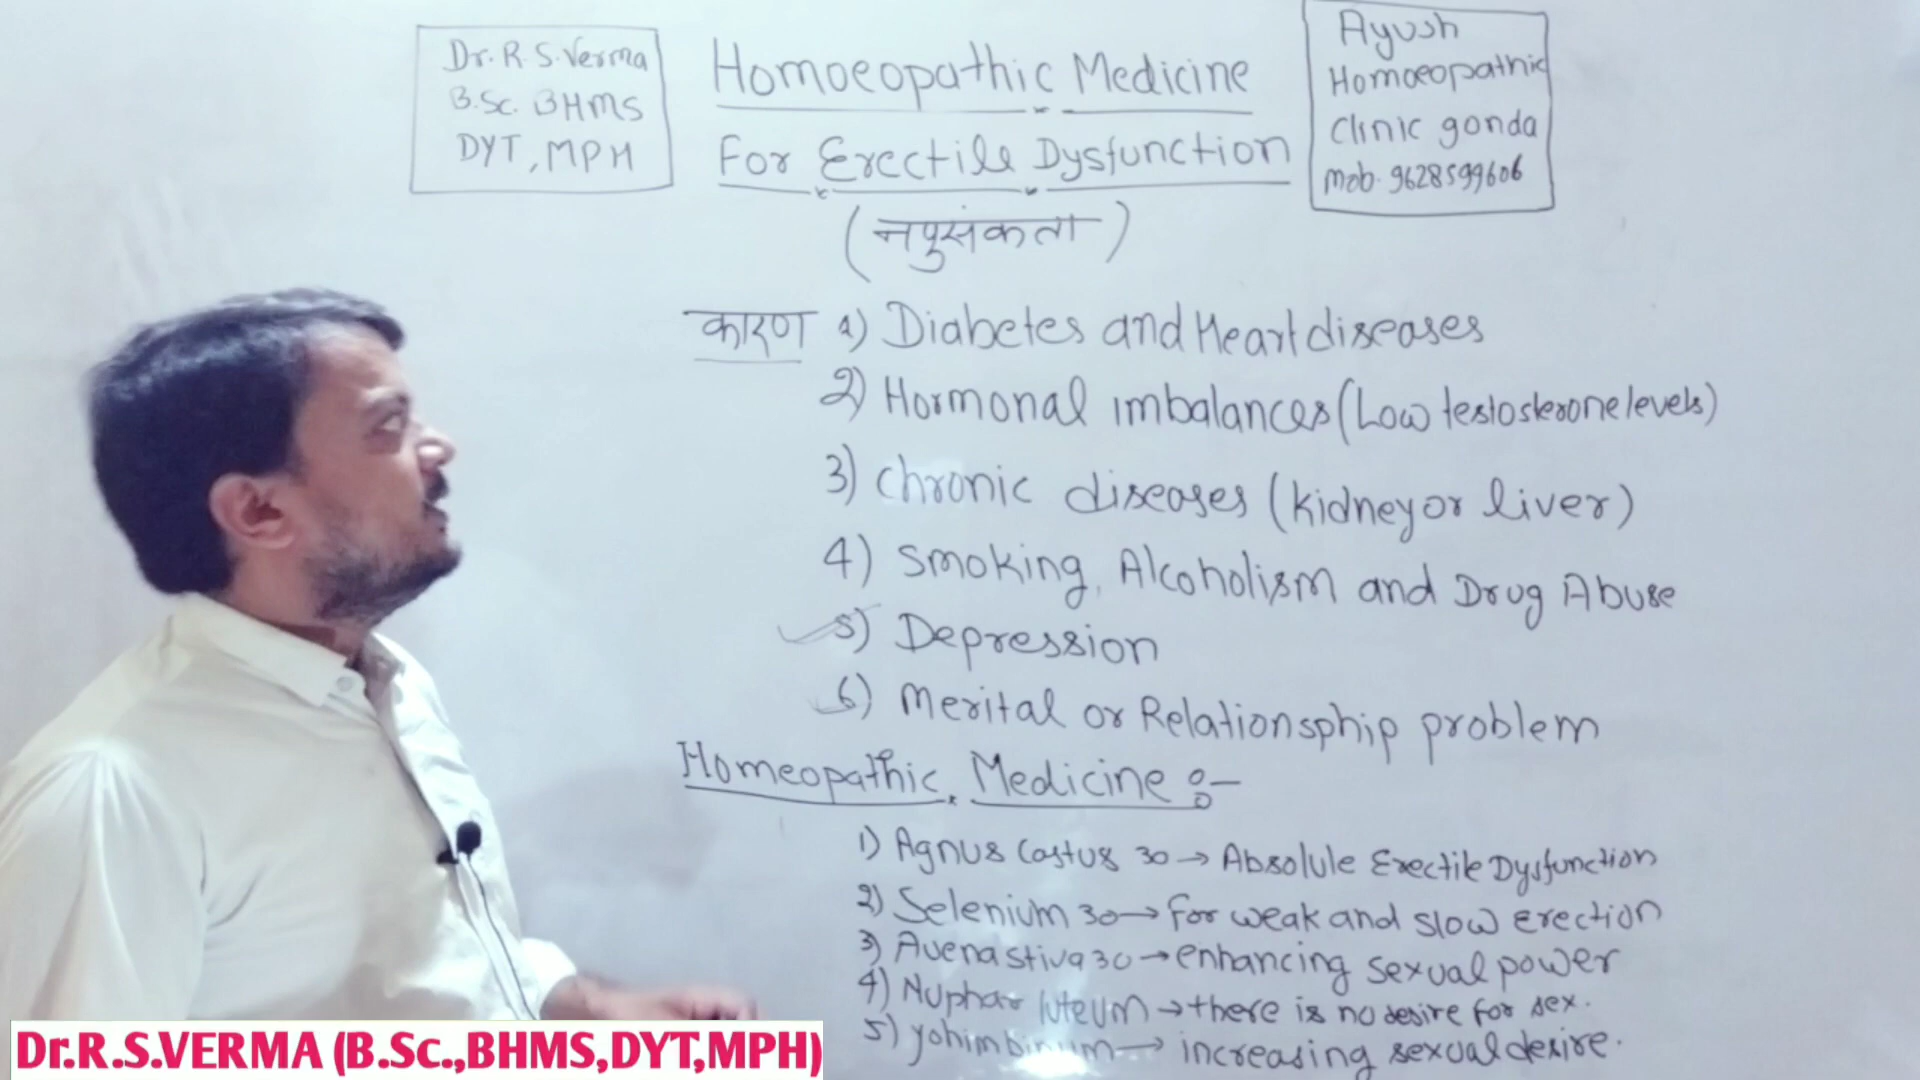 Dr. R. S. Verma
B.Sc. BHMS
DYT, MPH
Homoeopathic Medicine
For Erectile Dysfunction
(नपुसंकता)
Ayush
Homoeopathic
Clinic gonda
Mob. 9628599606
कारण 1) Diabetes and Heart diseases
2) Hormonal imbalances (Low testosterone levels)
3) Chronic diseases (kidney or liver)
4) Smoking, Alcoholism and Drug Abuse
5) Depression
6) Merital or Relationsphip problem
Homeopathic Medicine :-
1) Agnus Castus 30 → Absolule Erectile Dysfunction
2) Selenium 30 → For weak and slow Erection
3) Avena stiva 30 → enhancing sexual power
4) Nuphar luteum → there is no desire for sex.
5) yohimbinum → increasing sexual desire.
Dr.R.S.VERMA (B.Sc.,BHMS,DYT,MPH)